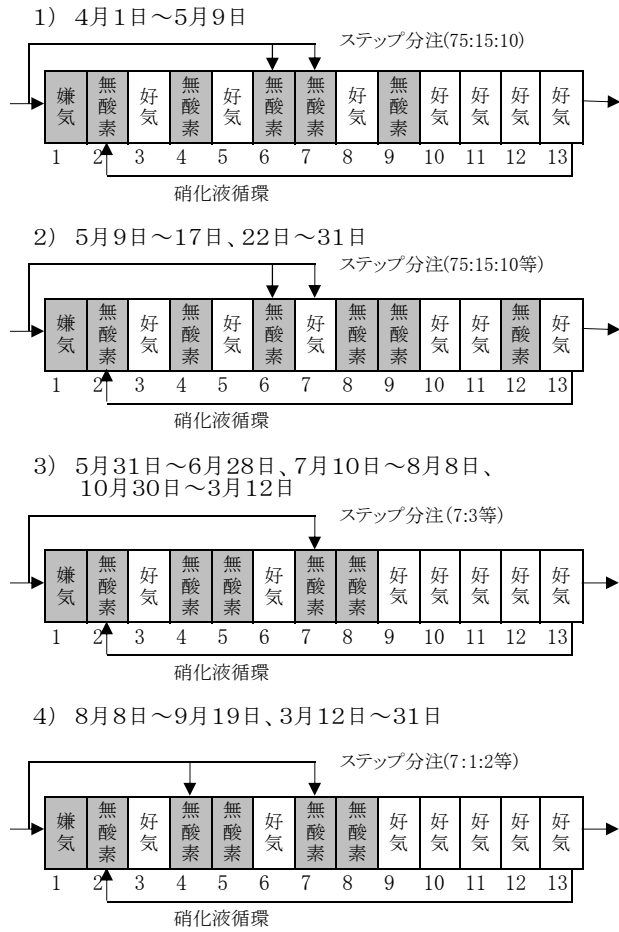 1) 4月1日～5月9日
ステップ分注(75:15:10)
嫌気 無酸素 好気 無酸素 好気 無酸素 無酸素 好気 無酸素 好気 好気 好気 好気
1 2 3 4 5 6 7 8 9 10 11 12 13
硝化液循環
2) 5月9日～17日、22日～31日
ステップ分注(75:15:10等)
嫌気 無酸素 好気 無酸素 好気 無酸素 好気 無酸素 無酸素 好気 好気 無酸素 好気
1 2 3 4 5 6 7 8 9 10 11 12 13
硝化液循環
3) 5月31日～6月28日、7月10日～8月8日、
10月30日～3月12日
ステップ分注(7:3等)
嫌気 無酸素 好気 無酸素 無酸素 好気 無酸素 無酸素 好気 好気 好気 好気 好気
1 2 3 4 5 6 7 8 9 10 11 12 13
硝化液循環
4) 8月8日～9月19日、3月12日～31日
ステップ分注(7:1:2等)
嫌気 無酸素 好気 無酸素 無酸素 好気 無酸素 無酸素 好気 好気 好気 好気 好気
1 2 3 4 5 6 7 8 9 10 11 12 13
硝化液循環